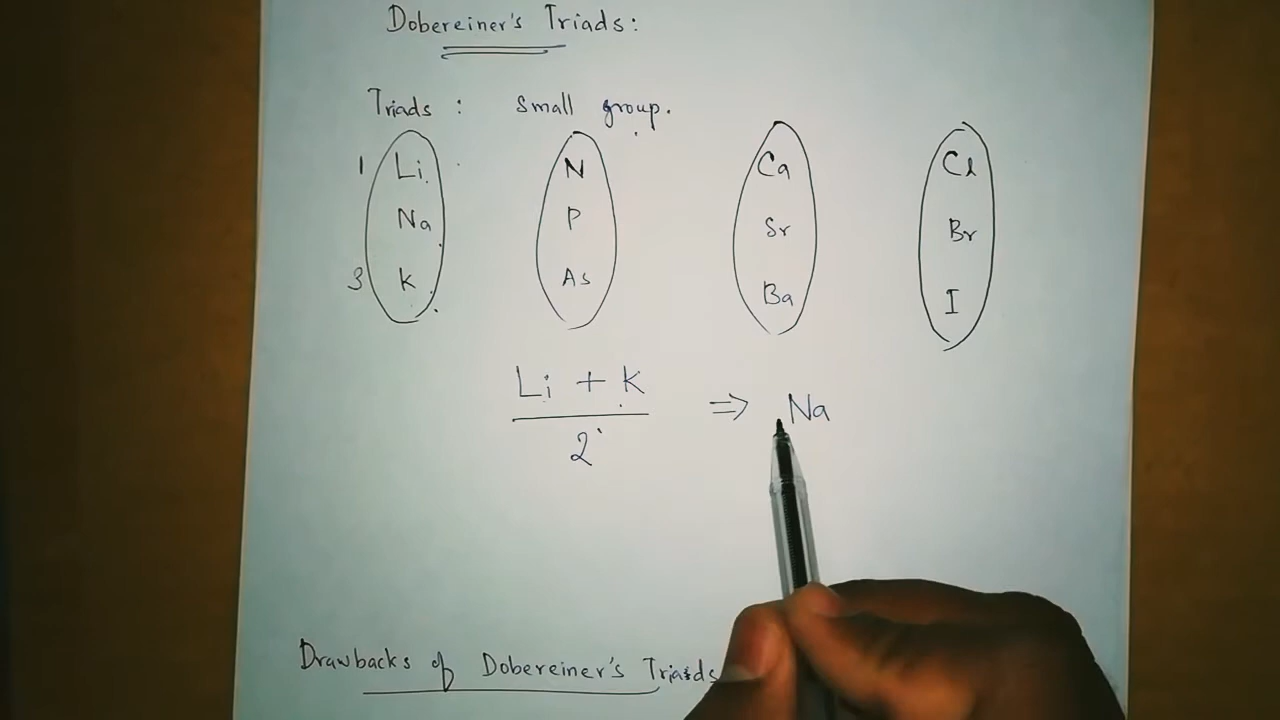 Dobereiner's Triads:
Triads : Small group.
1 Li N Ca Cl
Na P Sr Br
3 K As Ba I
Li + K
2
⇒ Na
Drawbacks of Dobereiner's Triads